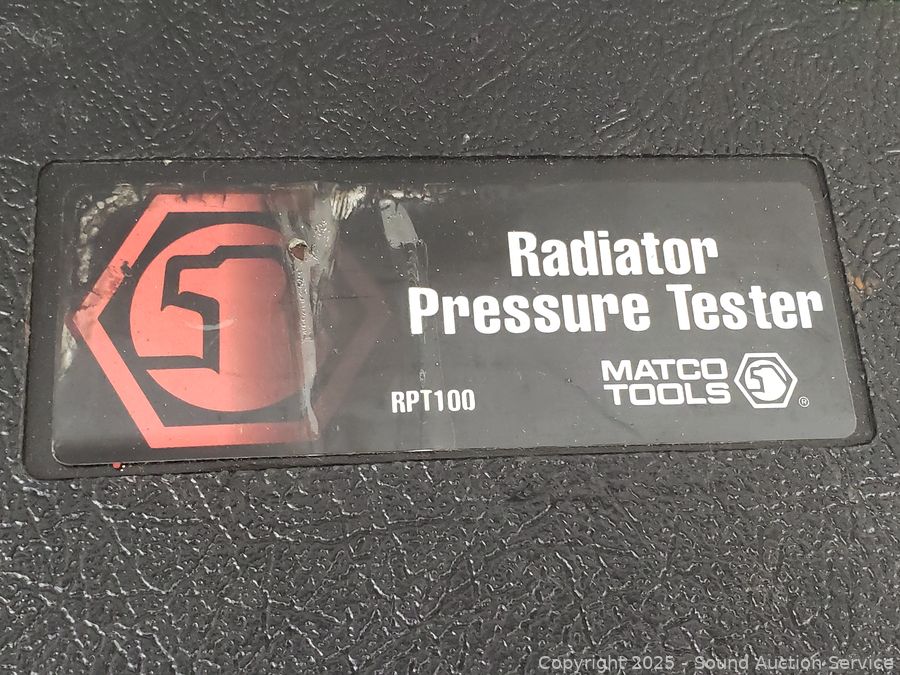 Radiator
Pressure Tester
RPT100
MATCO
TOOLS
®
Copyright 2025 - Sound Auction Service